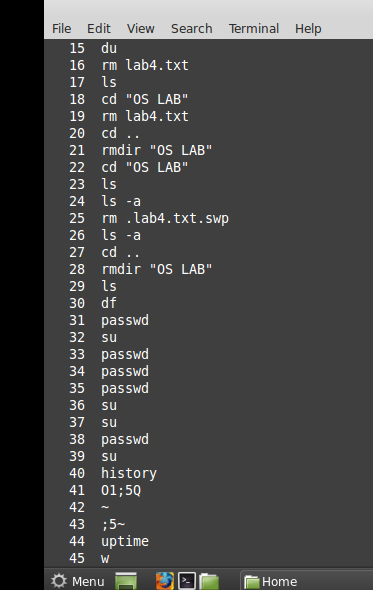 File Edit View Search Terminal Help
15 du
16 rm lab4.txt
17 ls
18 cd "OS LAB"
19 rm lab4.txt
20 cd ..
21 rmdir "OS LAB"
22 cd "OS LAB"
23 ls
24 ls -a
25 rm .lab4.txt.swp
26 ls -a
27 cd ..
28 rmdir "OS LAB"
29 ls
30 df
31 passwd
32 su
33 passwd
34 passwd
35 passwd
36 su
37 su
38 passwd
39 su
40 history
41 O1;5Q
42 ~
43 ;5~
44 uptime
45 w
Menu Home